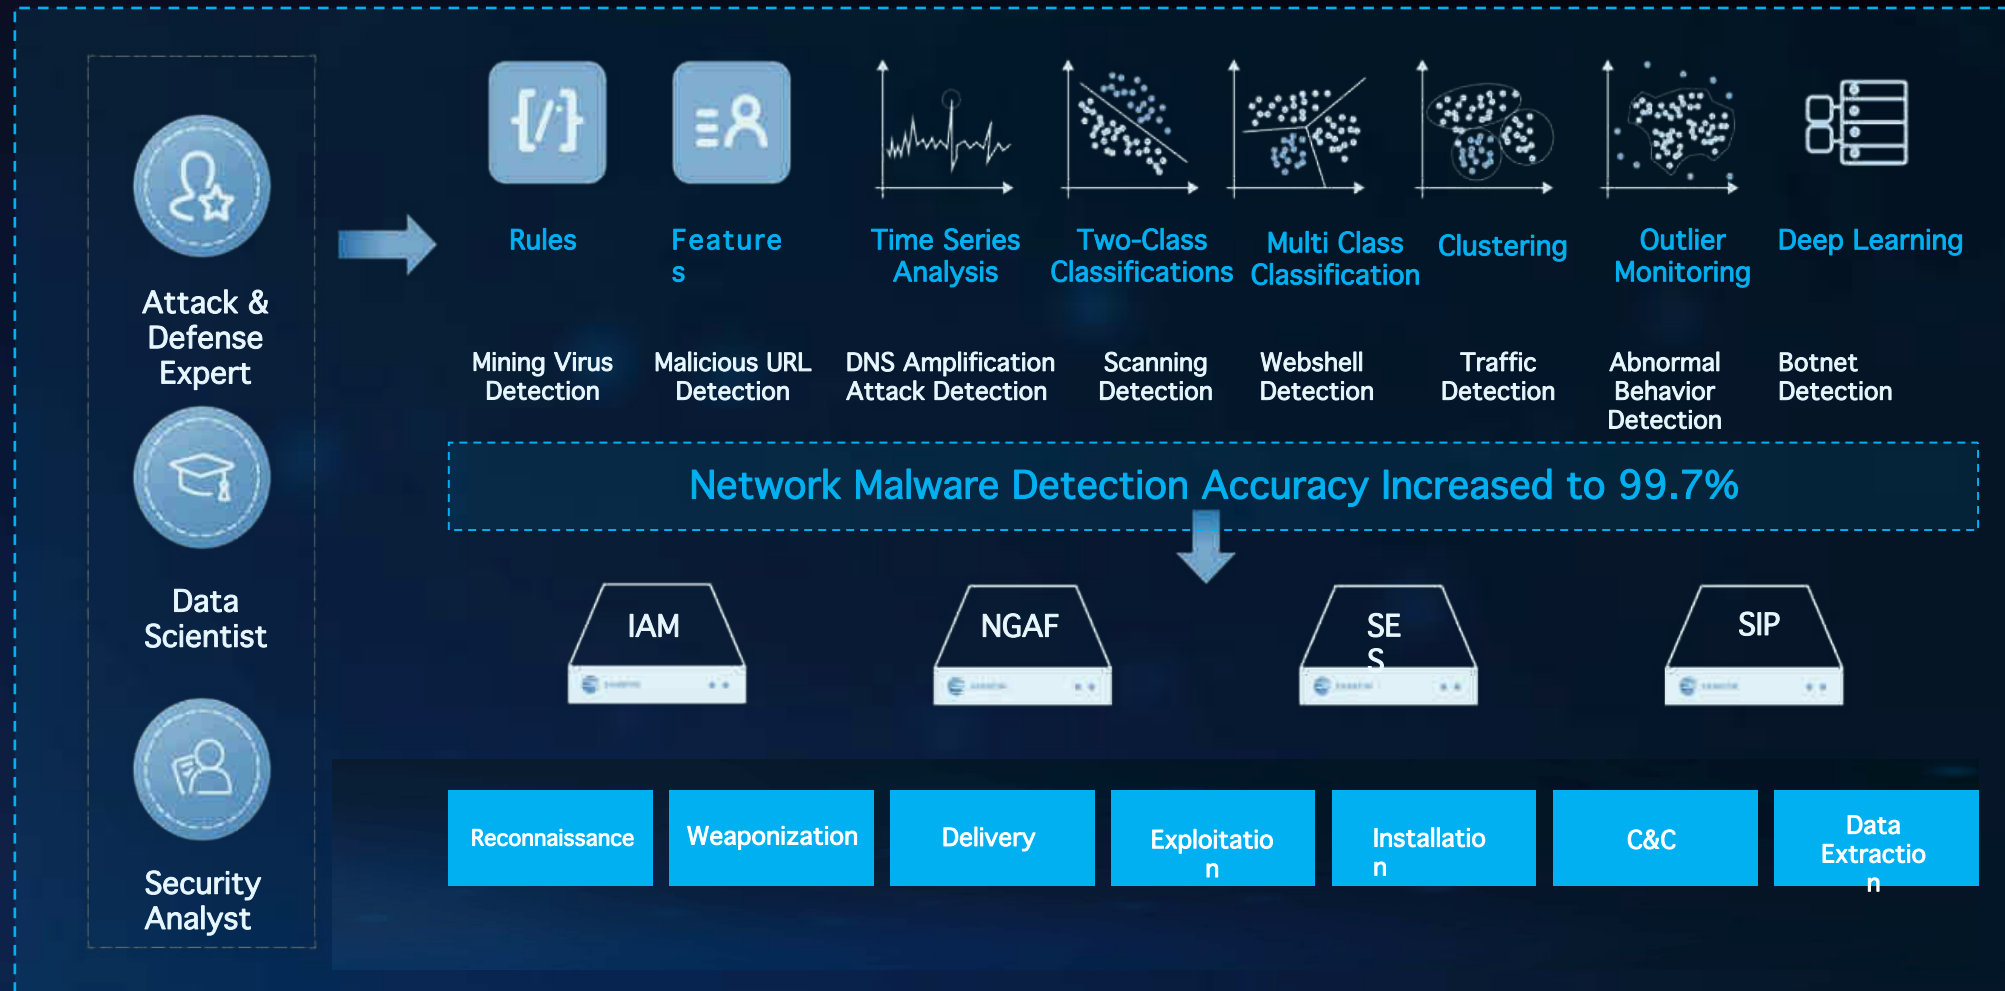 Attack &
Defense
Expert
Data
Scientist
Security
Analyst
Rules
Feature
s
Time Series
Analysis
Two-Class
Classifications
Multi Class
Classification
Clustering
Outlier
Monitoring
Deep Learning
Mining Virus
Detection
Malicious URL
Detection
DNS Amplification
Attack Detection
Scanning
Detection
Webshell
Detection
Traffic
Detection
Abnormal
Behavior
Detection
Botnet
Detection
Network Malware Detection Accuracy Increased to 99.7%
IAM
NGAF
SE
S
SIP
Reconnaissance
Weaponization
Delivery
Exploitatio
n
Installatio
n
C&C
Data
Extractio
n